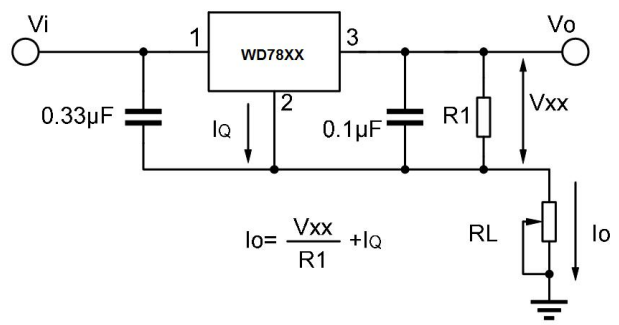 Vi
Vo
1
WD78XX
3
2
0.33μF
IQ
0.1μF
R1
Vxx
Io= Vxx/R1 +IQ
RL
Io